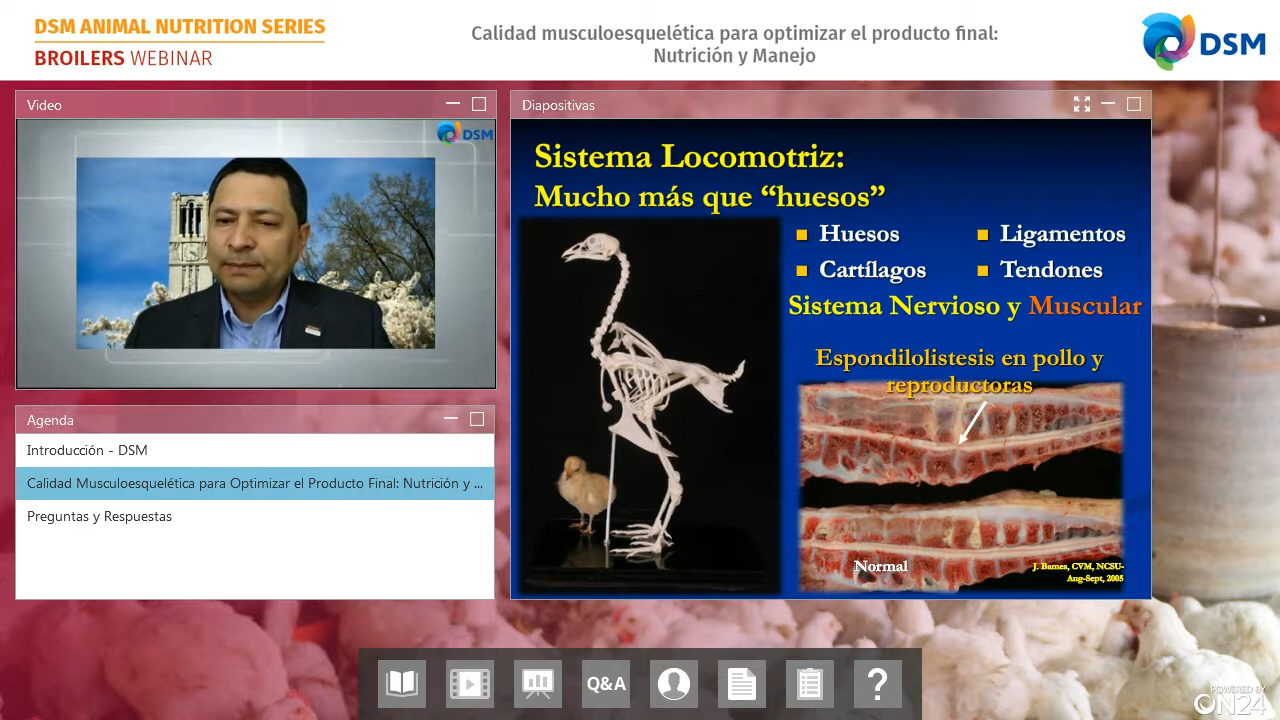 DSM ANIMAL NUTRITION SERIES
BROILERS WEBINAR
Calidad musculoesquelética para optimizar el producto final:
Nutrición y Manejo
DSM
Video
DSM
Agenda
Introducción - DSM
Calidad Musculoesquelética para Optimizar el Producto Final: Nutrición y ...
Preguntas y Respuestas
Diapositivas
Sistema Locomotriz:
Mucho más que “huesos”
Huesos
Ligamentos
Cartílagos
Tendones
Sistema Nervioso y Muscular
Espondilolistesis en pollo y
reproductoras
Normal
J. Barnes, CVM, NCSU-
Aug-Sept, 2005
Q&A
?
POWERED BY
ON24